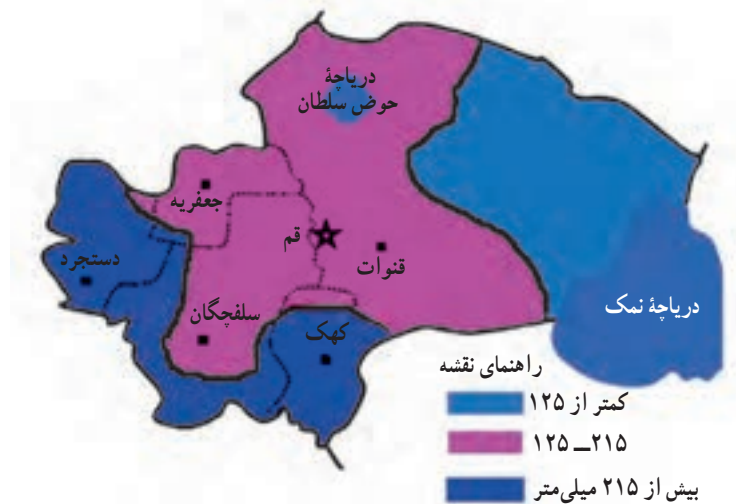 دریاچهٔ
حوض سلطان
جعفریه
قم
قنوات
دستجرد
سلفچگان
کهک
دریاچهٔ نمک
راهنمای نقشه
کمتر از ۱۲۵
۲۱۵ــ ۱۲۵
بیش از ۲۱۵ میلی‌متر